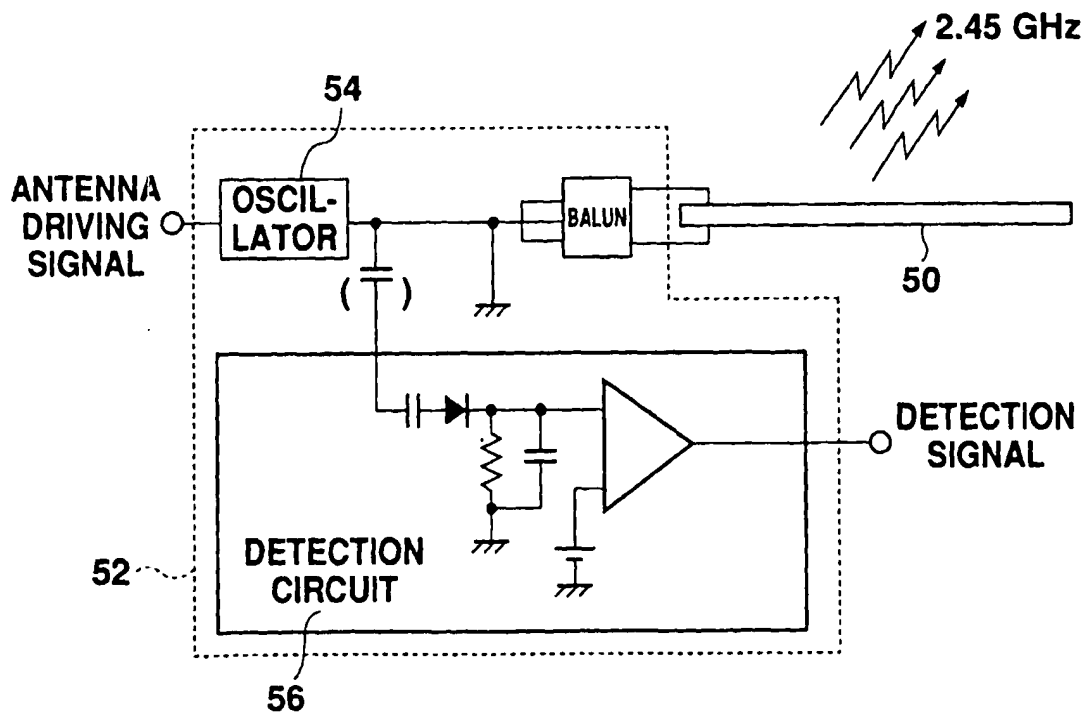 2.45 GHz
54
ANTENNA
DRIVING
SIGNAL
OSCIL-
LATOR
BALUN
50
( )
DETECTION
SIGNAL
52
DETECTION
CIRCUIT
56